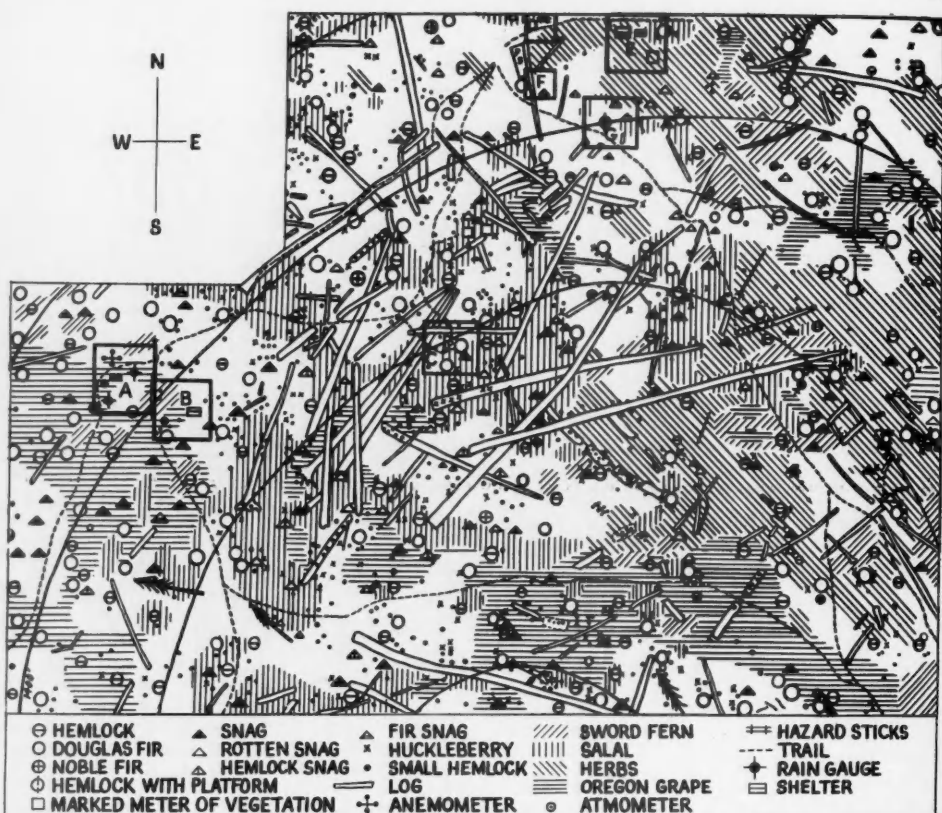 N
W E
S
F
G
C
A
B
HEMLOCK SNAG FIR SNAG SWORD FERN HAZARD STICKS
DOUGLAS FIR ROTTEN SNAG HUCKLEBERRY SALAL TRAIL
NOBLE FIR HEMLOCK SNAG SMALL HEMLOCK HERBS RAIN GAUGE
HEMLOCK WITH PLATFORM LOG OREGON GRAPE SHELTER
MARKED METER OF VEGETATION ANEMOMETER ATMOMETER